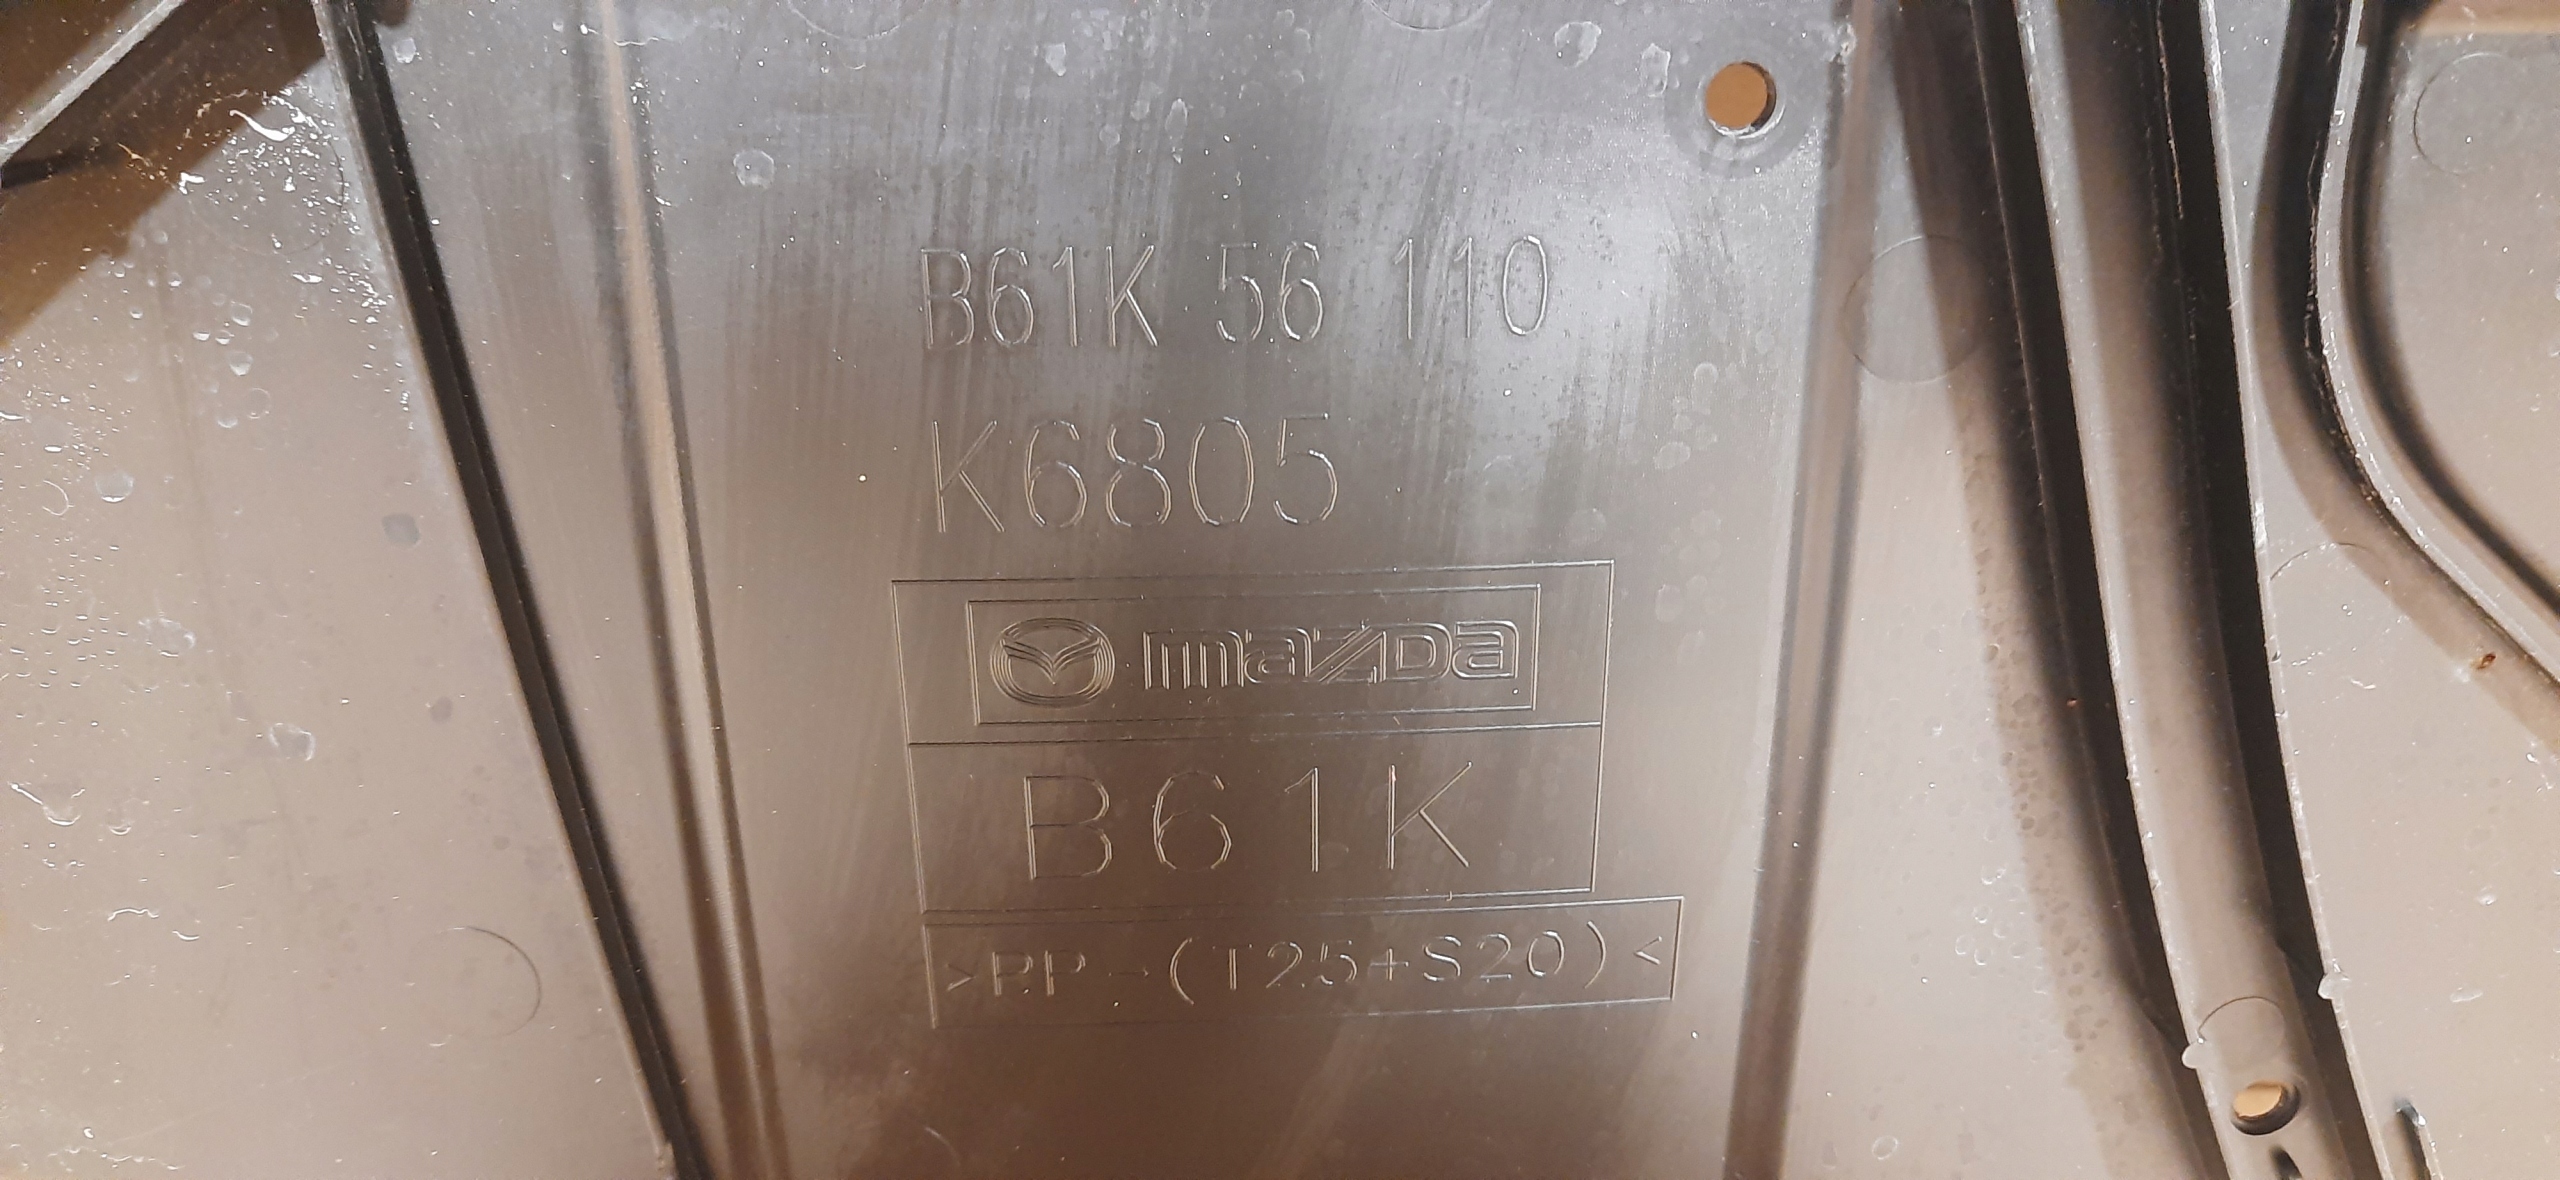 B61K 56 110
K6805
mazda
B61K
>PP-(T25+S20)<